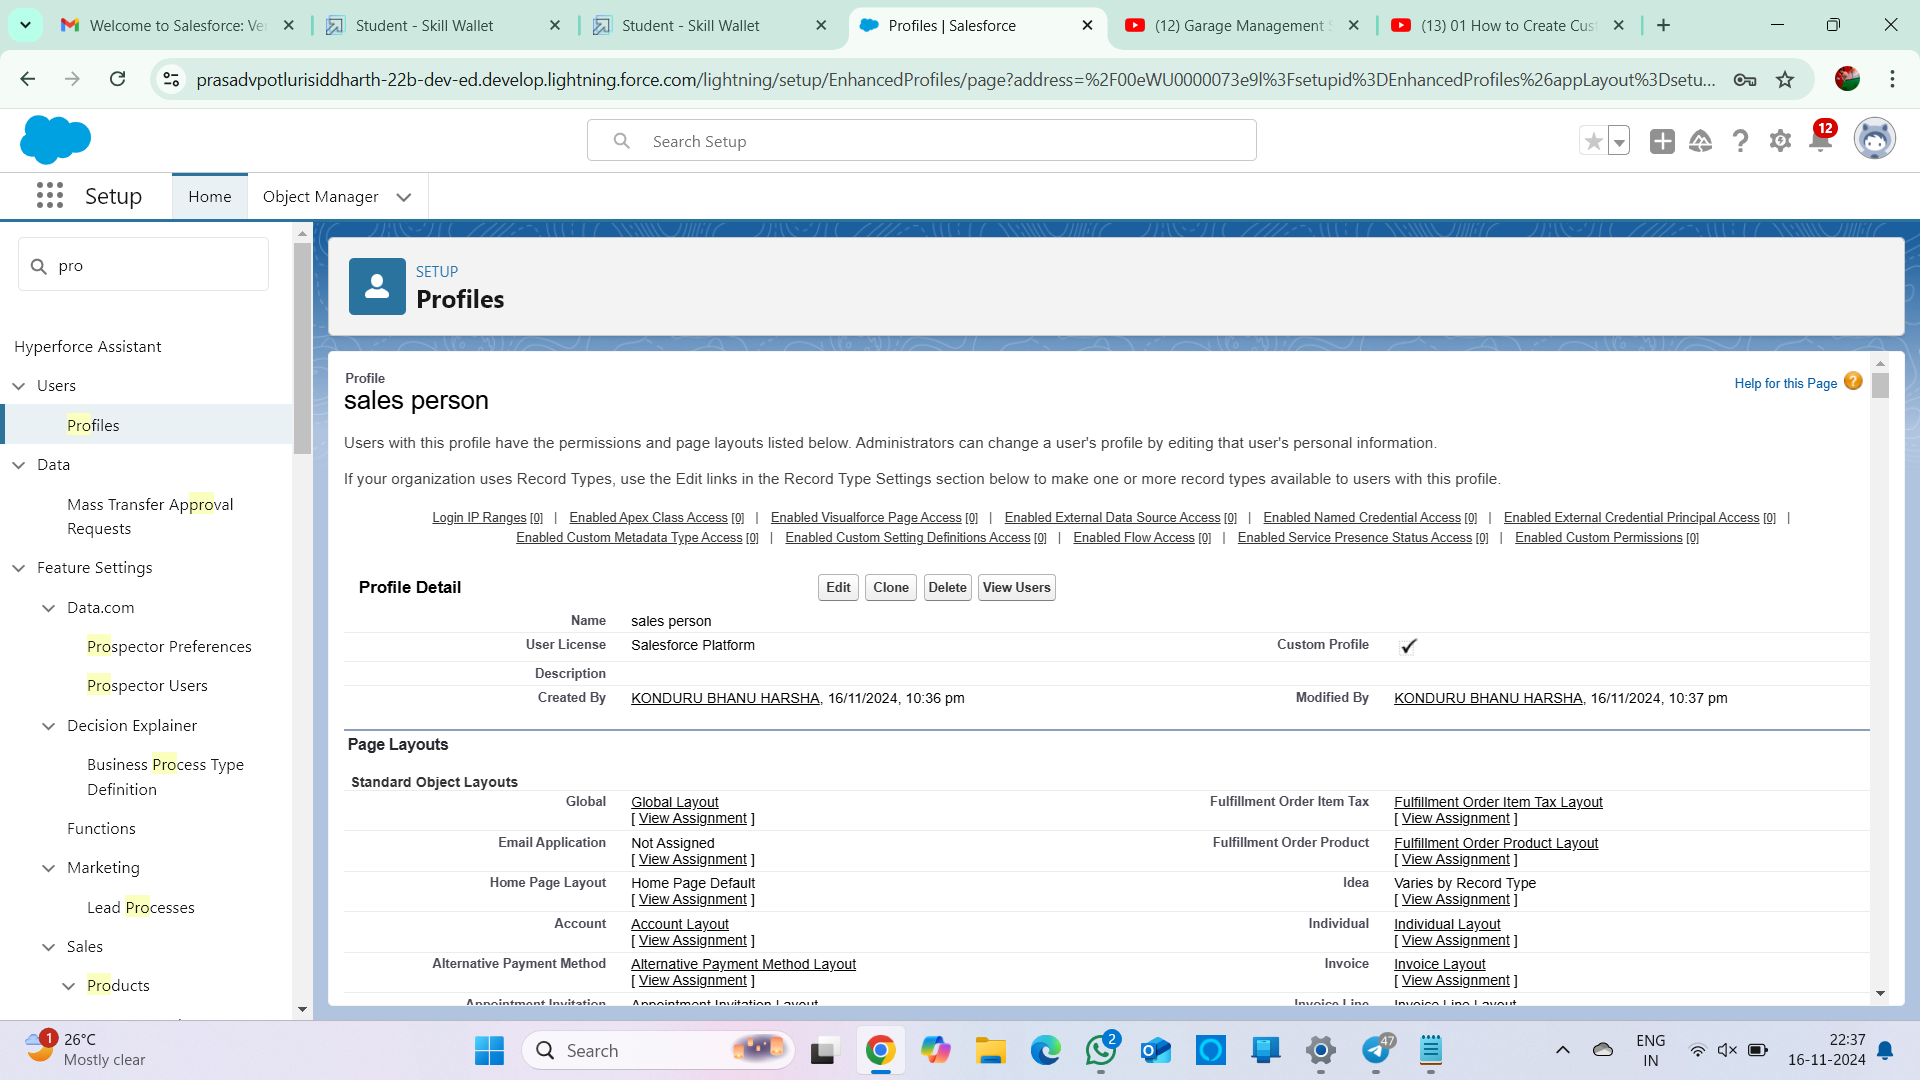 Welcome to Salesforce: Ver
Student - Skill Wallet
Student - Skill Wallet
Profiles | Salesforce
(12) Garage Management S
(13) 01 How to Create Cus
prasadvpotlurisiddharth-22b-dev-ed.develop.lightning.force.com/lightning/setup/EnhancedProfiles/page?address=%2F00eWU0000073e9l%3Fsetupid%3DEnhancedProfiles%26appLayout%3Dsetu...
Search Setup
12
Setup
Home
Object Manager
pro
Hyperforce Assistant
Users
Profiles
Data
Mass Transfer Approval
Requests
Feature Settings
Data.com
Prospector Preferences
Prospector Users
Decision Explainer
Business Process Type
Definition
Functions
Marketing
Lead Processes
Sales
Products
SETUP
Profiles
Profile
sales person
Help for this Page
Users with this profile have the permissions and page layouts listed below. Administrators can change a user's profile by editing that user's personal information.
If your organization uses Record Types, use the Edit links in the Record Type Settings section below to make one or more record types available to users with this profile.
Login IP Ranges [0] | Enabled Apex Class Access [0] | Enabled Visualforce Page Access [0] | Enabled External Data Source Access [0] | Enabled Named Credential Access [0] | Enabled External Credential Principal Access [0] |
Enabled Custom Metadata Type Access [0] | Enabled Custom Setting Definitions Access [0] | Enabled Flow Access [0] | Enabled Service Presence Status Access [0] | Enabled Custom Permissions [0]
Profile Detail
Edit Clone Delete View Users
Name sales person
User License Salesforce Platform Custom Profile
Description
Created By KONDURU BHANU HARSHA, 16/11/2024, 10:36 pm Modified By KONDURU BHANU HARSHA, 16/11/2024, 10:37 pm
Page Layouts
Standard Object Layouts
Global Global Layout Fulfillment Order Item Tax Fulfillment Order Item Tax Layout
[ View Assignment ] [ View Assignment ]
Email Application Not Assigned Fulfillment Order Product Fulfillment Order Product Layout
[ View Assignment ] [ View Assignment ]
Home Page Layout Home Page Default Idea Varies by Record Type
[ View Assignment ] [ View Assignment ]
Account Account Layout Individual Individual Layout
[ View Assignment ] [ View Assignment ]
Alternative Payment Method Alternative Payment Method Layout Invoice Invoice Layout
[ View Assignment ] [ View Assignment ]
Appointment Invitation Appointment Invitation Layout Invoice Line Invoice Line Layout
1
26°C
Mostly clear
Search
2
47
ENG
IN
22:37
16-11-2024